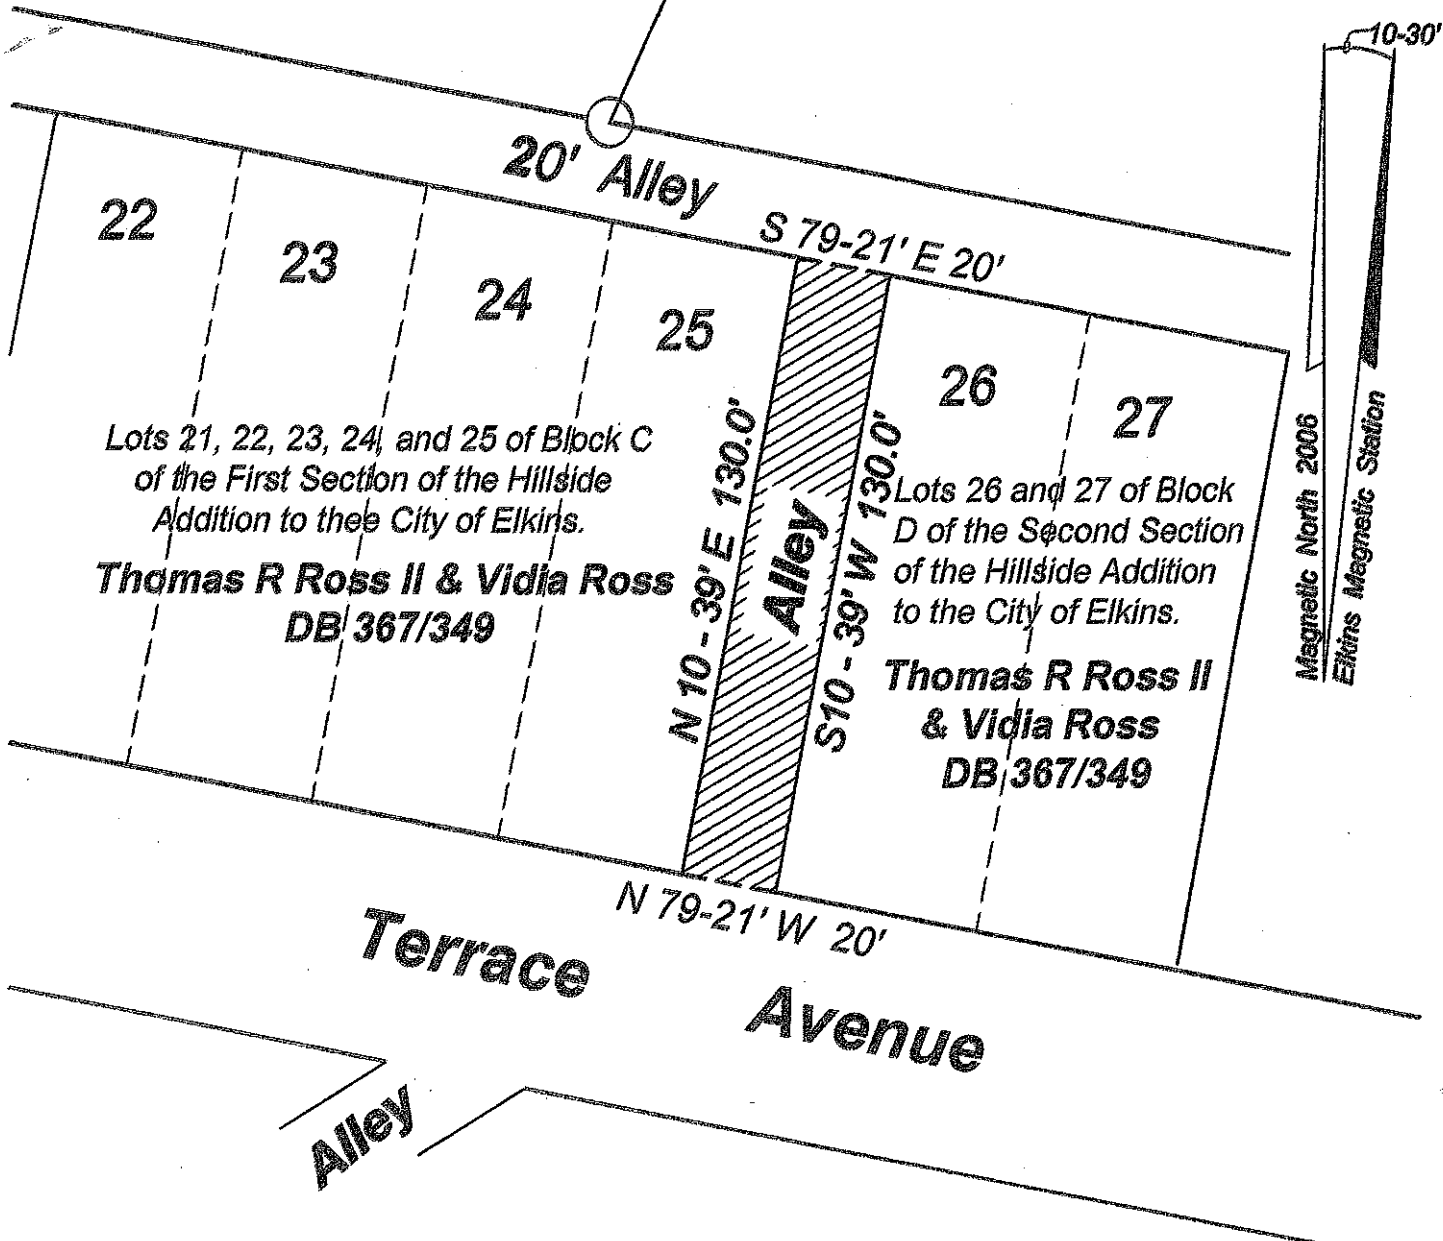 10-30'
20' Alley
S 79-21' E 20'
22
23
24
25
26
27
Lots 21, 22, 23, 24, and 25 of Block C
of the First Section of the Hillside
Addition to thee City of Elkins.
Thomas R Ross II & Vidia Ross
DB 367/349
N 10 - 39' E 130.0'
Alley
S10 - 39' W 130.0'
Lots 26 and 27 of Block
D of the Second Section
of the Hillside Addition
to the City of Elkins.
Thomas R Ross II
& Vidia Ross
DB 367/349
Magnetic North 2006
Elkins Magnetic Station
N 79-21' W 20'
Terrace Avenue
Alley